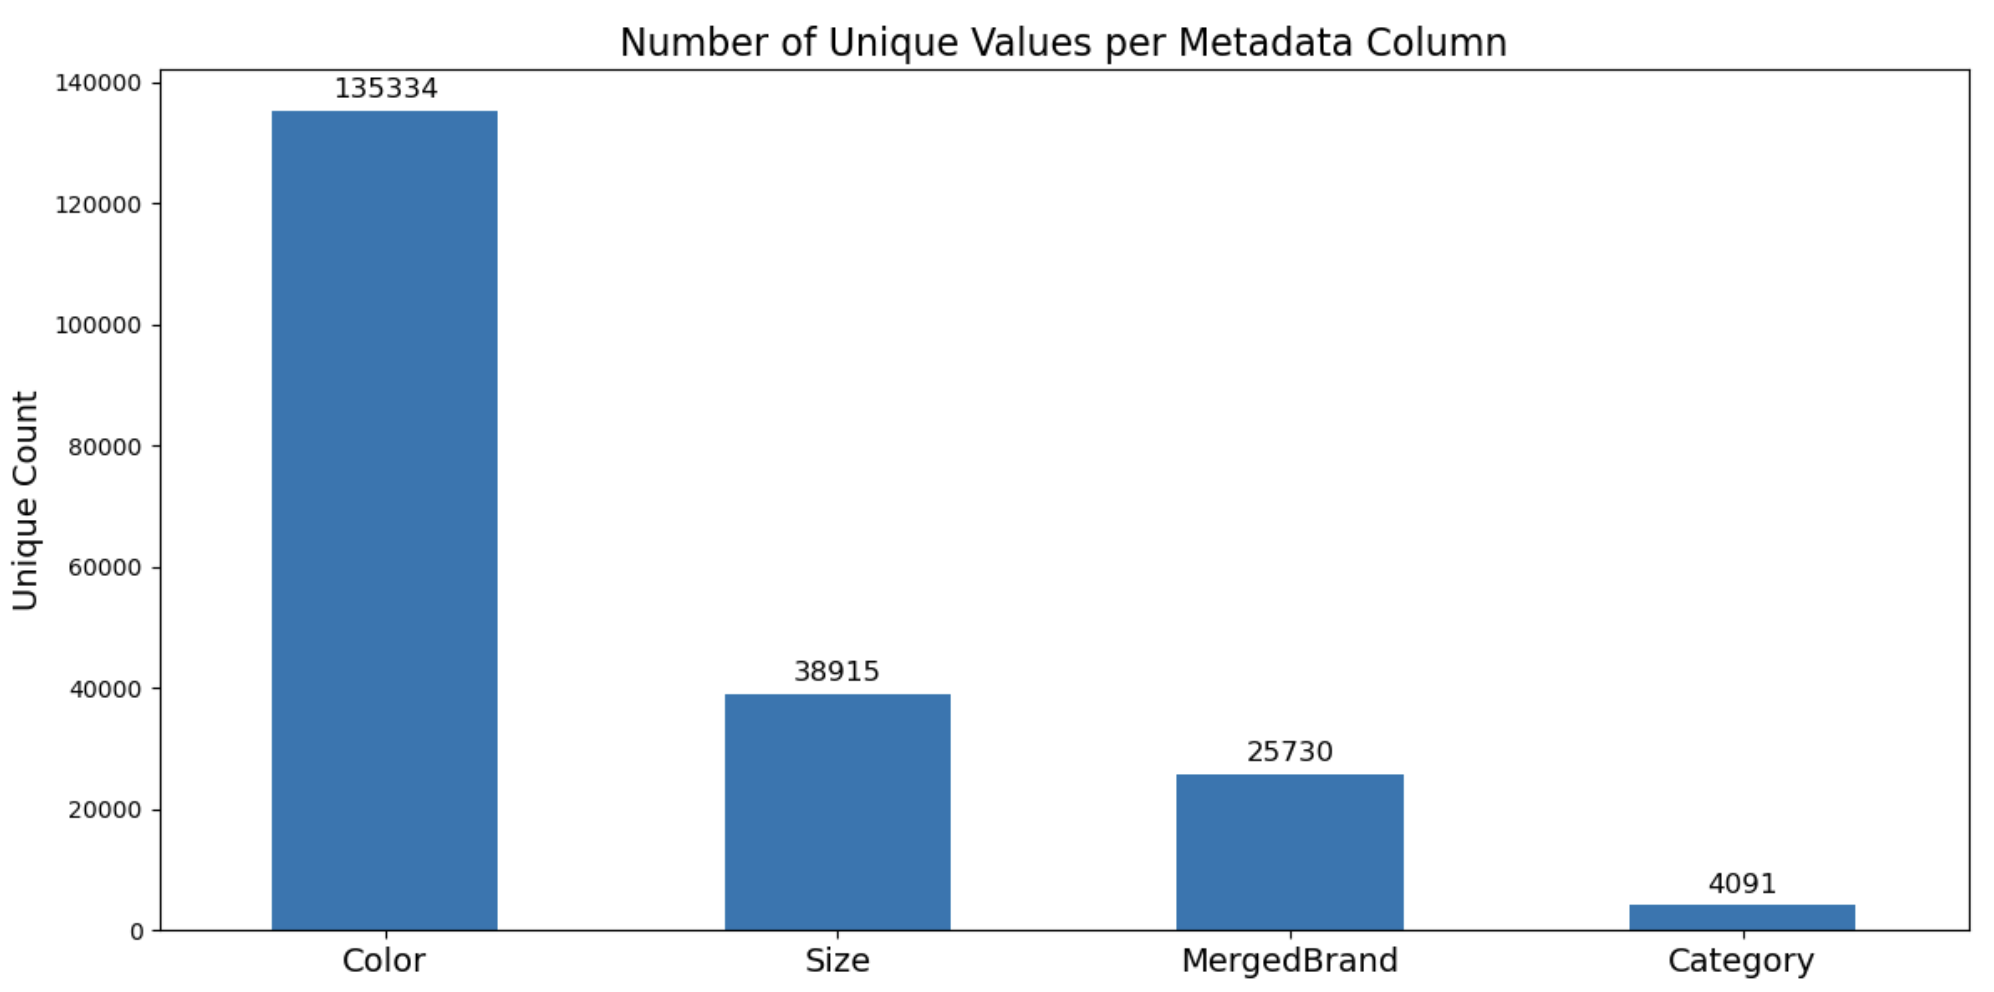 Number of Unique Values per Metadata Column
Unique Count
140000
120000
100000
80000
60000
40000
20000
0
135334
38915
25730
4091
Color
Size
MergedBrand
Category